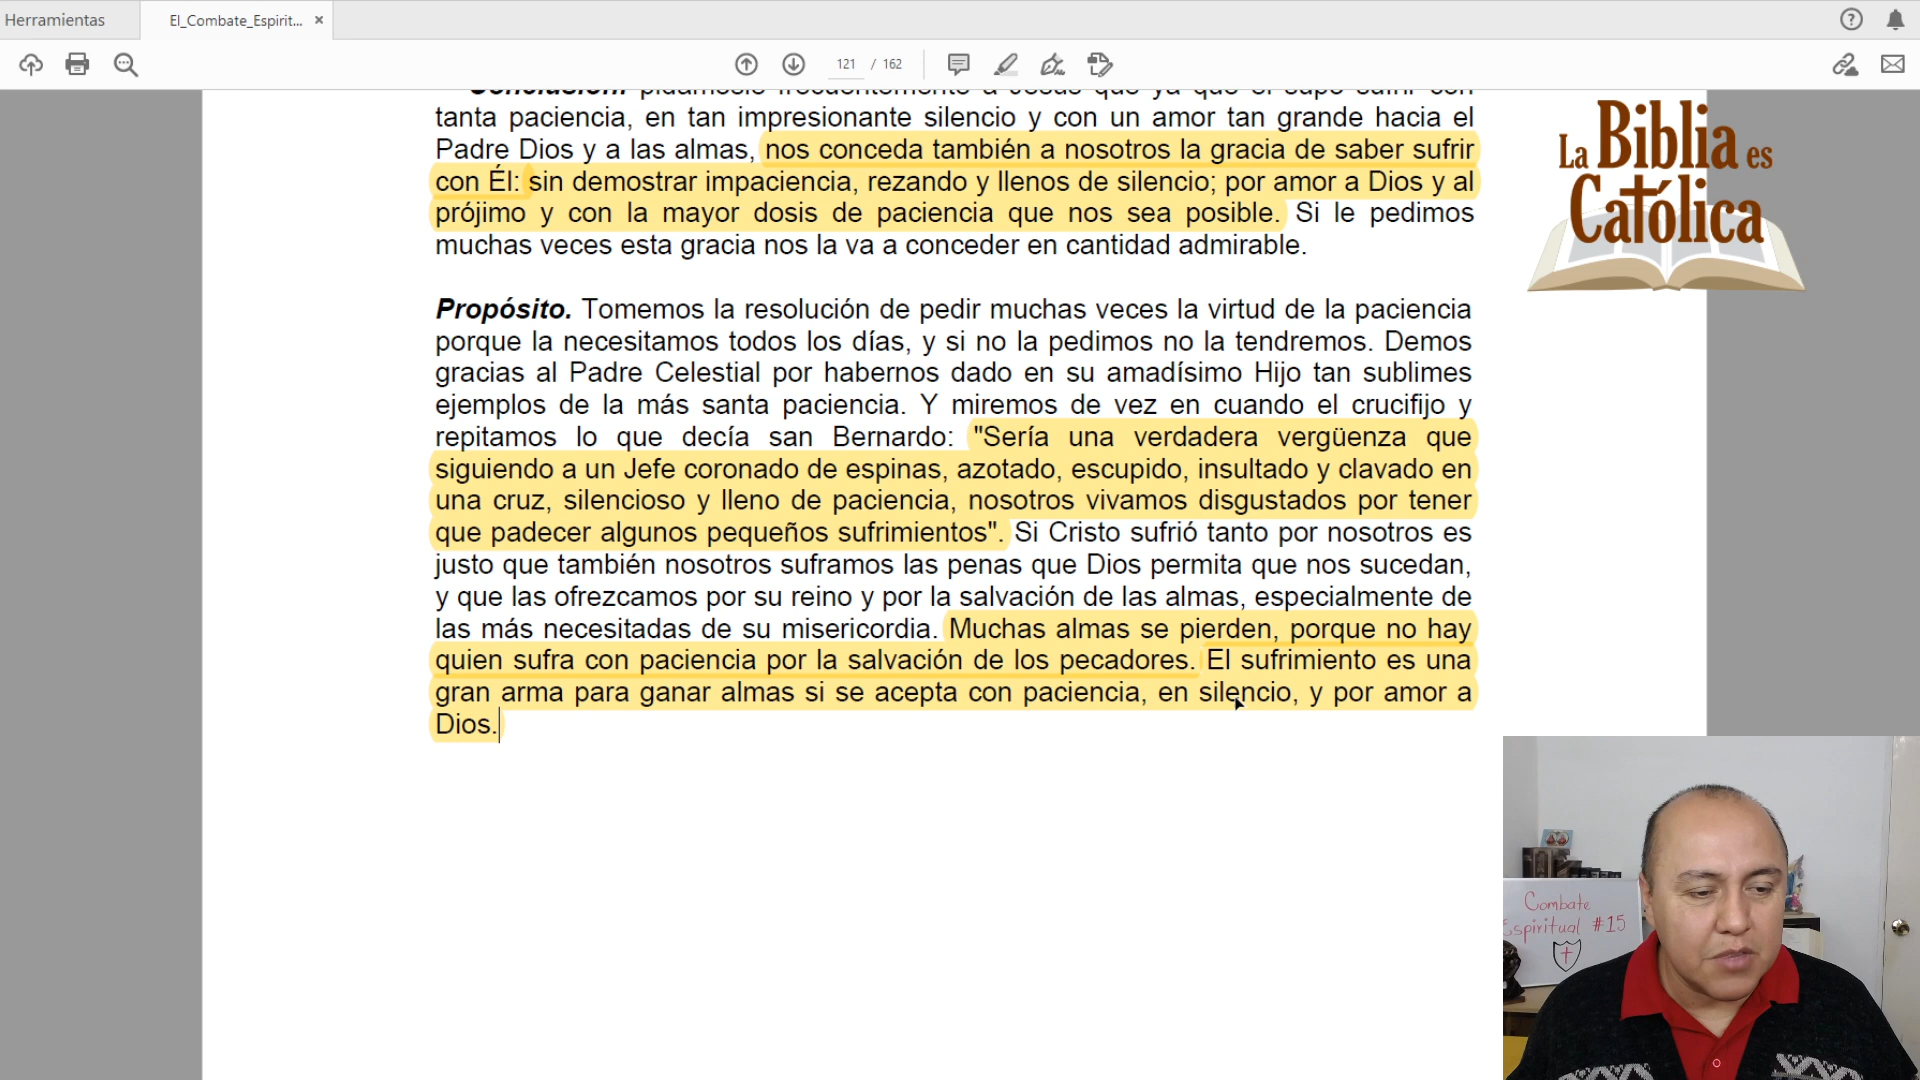 Herramientas
El_Combate_Espirit...
121 / 162
Conclusión. pidámosle frecuentemente a Jesús que ya que él supo sufrir con
tanta paciencia, en tan impresionante silencio y con un amor tan grande hacia el
Padre Dios y a las almas, nos conceda también a nosotros la gracia de saber sufrir
con Él: sin demostrar impaciencia, rezando y llenos de silencio; por amor a Dios y al
prójimo y con la mayor dosis de paciencia que nos sea posible. Si le pedimos
muchas veces esta gracia nos la va a conceder en cantidad admirable.
Propósito. Tomemos la resolución de pedir muchas veces la virtud de la paciencia
porque la necesitamos todos los días, y si no la pedimos no la tendremos. Demos
gracias al Padre Celestial por habernos dado en su amadísimo Hijo tan sublimes
ejemplos de la más santa paciencia. Y miremos de vez en cuando el crucifijo y
repitamos lo que decía san Bernardo: "Sería una verdadera vergüenza que
siguiendo a un Jefe coronado de espinas, azotado, escupido, insultado y clavado en
una cruz, silencioso y lleno de paciencia, nosotros vivamos disgustados por tener
que padecer algunos pequeños sufrimientos". Si Cristo sufrió tanto por nosotros es
justo que también nosotros suframos las penas que Dios permita que nos sucedan,
y que las ofrezcamos por su reino y por la salvación de las almas, especialmente de
las más necesitadas de su misericordia. Muchas almas se pierden, porque no hay
quien sufra con paciencia por la salvación de los pecadores. El sufrimiento es una
gran arma para ganar almas si se acepta con paciencia, en silencio, y por amor a
Dios.
La Biblia es
Católica
Combate
Espiritual #15